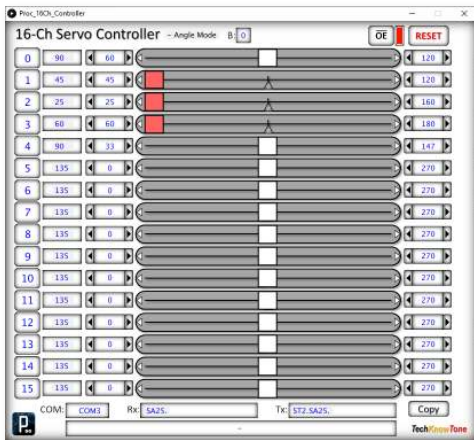 Proc_16Ch_Controller
16-Ch Servo Controller - Angle Mode B: 0 OE RESET
0 90 60 120
1 45 45 120
2 25 25 160
3 60 60 180
4 90 33 147
5 135 0 270
6 135 0 270
7 135 0 270
8 135 0 270
9 135 0 270
10 135 0 270
11 135 0 270
12 135 0 270
13 135 0 270
14 135 0 270
15 135 0 270
COM: COM3 Rx: SA25. Tx: ST2.SA25. Copy
-
TechKnowTone